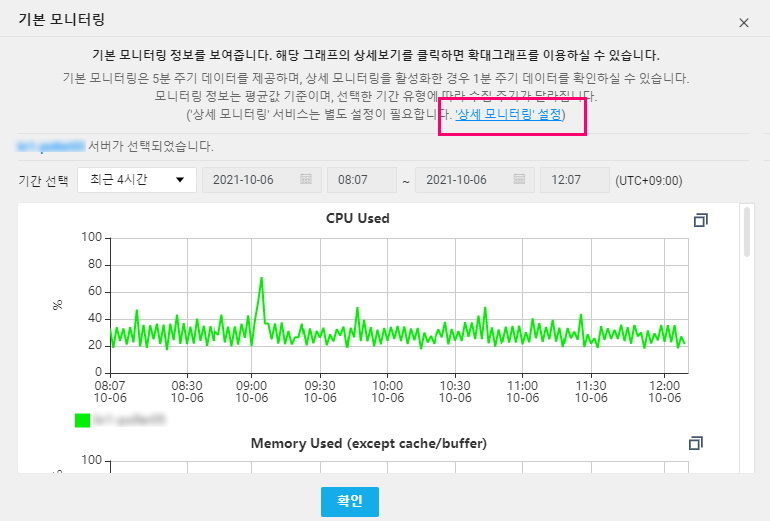 기본 모니터링
기본 모니터링 정보를 보여줍니다. 해당 그래프의 상세보기를 클릭하면 확대그래프를 이용하실 수 있습니다.
기본 모니터링은 5분 주기 데이터를 제공하며, 상세 모니터링을 활성화한 경우 1분 주기 데이터를 확인하실 수 있습니다.
모니터링 정보는 평균값 기준이며, 선택한 기간 유형에 따라 수집 주기가 달라집니다.
('상세 모니터링' 서비스는 별도 설정이 필요합니다. '상세 모니터링' 설정)
서버가 선택되었습니다.
기간 선택 최근 4시간 2021-10-06 08:07 ~ 2021-10-06 12:07 (UTC+09:00)
CPU Used
100
80
60
40
20
0
%
08:07 08:30 09:00 09:30 10:00 10:30 11:00 11:30 12:00
10-06 10-06 10-06 10-06 10-06 10-06 10-06 10-06 10-06
Memory Used (except cache/buffer)
100
확인